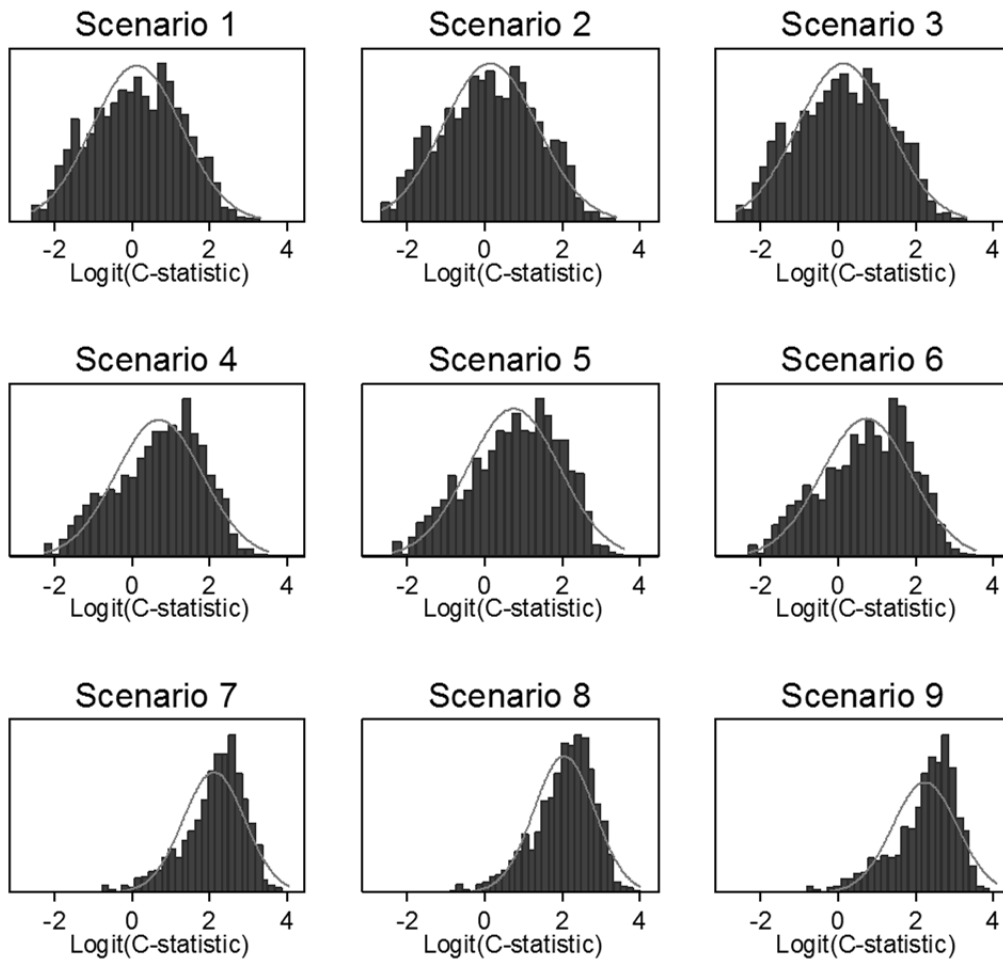 Scenario 1 Scenario 2 Scenario 3
-2 0 2 4 -2 0 2 4 -2 0 2 4
Logit(C-statistic) Logit(C-statistic) Logit(C-statistic)
Scenario 4 Scenario 5 Scenario 6
-2 0 2 4 -2 0 2 4 -2 0 2 4
Logit(C-statistic) Logit(C-statistic) Logit(C-statistic)
Scenario 7 Scenario 8 Scenario 9
-2 0 2 4 -2 0 2 4 -2 0 2 4
Logit(C-statistic) Logit(C-statistic) Logit(C-statistic)